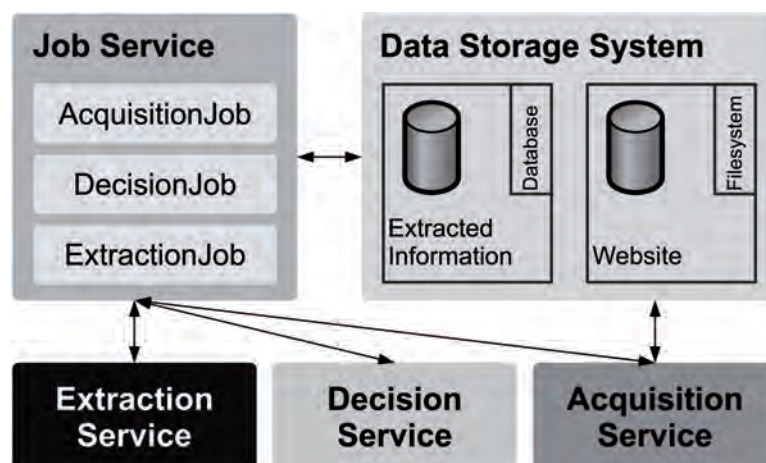 Job Service
AcquisitionJob
DecisionJob
ExtractionJob
Data Storage System
Database
Extracted
Information
Filesystem
Website
Extraction
Service
Decision
Service
Acquisition
Service